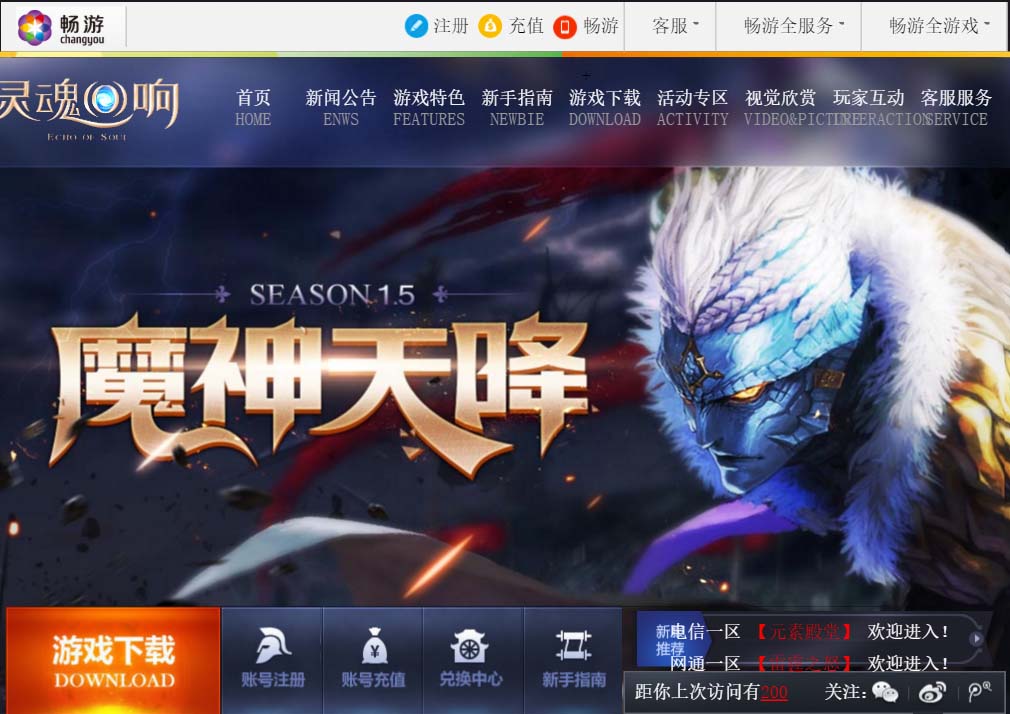 畅游
changyou
注册 充值 畅游 客服 畅游全服务 畅游全游戏
灵魂回响
ECHO OF SOUL
首页 新闻公告 游戏特色 新手指南 游戏下载 活动专区 视觉欣赏 玩家互动 客服服务
HOME ENWS FEATURES NEWBIE DOWNLOAD ACTIVITY VIDEO&PICTURE INTERACTION SERVICE
SEASON 1.5
魔神天降
游戏下载
DOWNLOAD
账号注册 账号充值 兑换中心 新手指南
新服
推荐
电信一区 【元素殿堂】 欢迎进入!
网通一区 【雷霆之怒】 欢迎进入!
距你上次访问有200 关注: